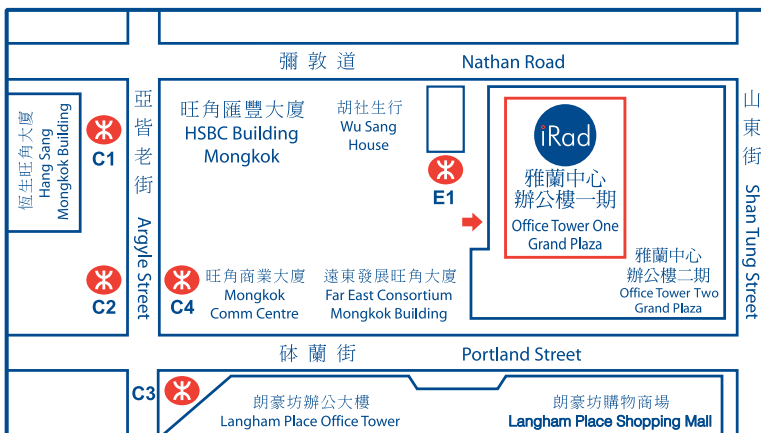 彌敦道 Nathan Road
恆生旺角大廈
Hang Sang
Mongkok Building
C1
亞皆老街 Argyle Street
旺角匯豐大廈
HSBC Building
Mongkok
胡社生行
Wu Sang
House
E1
iRad
雅蘭中心
辦公樓一期
Office Tower One
Grand Plaza
山東街 Shan Tung Street
C2
C4
旺角商業大廈
Mongkok
Comm Centre
遠東發展旺角大廈
Far East Consortium
Mongkok Building
雅蘭中心
辦公樓二期
Office Tower Two
Grand Plaza
砵蘭街 Portland Street
C3
朗豪坊辦公大樓
Langham Place Office Tower
朗豪坊購物商場
Langham Place Shopping Mall